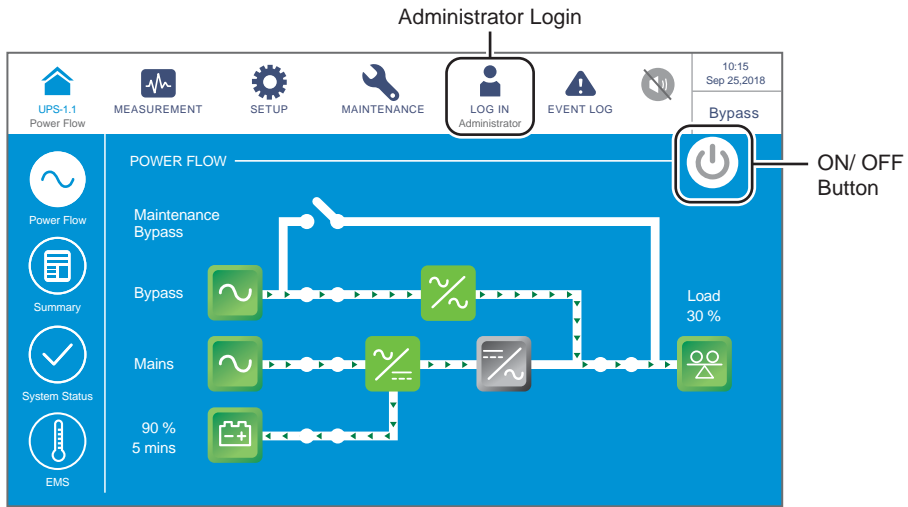 Administrator Login
10:15
Sep 25,2018
UPS-1.1
Power Flow
MEASUREMENT
SETUP
MAINTENANCE
LOG IN
Administrator
EVENT LOG
Bypass
POWER FLOW
ON/ OFF
Button
Power Flow
Maintenance
Bypass
Summary
Bypass
Load
30 %
System Status
Mains
90 %
5 mins
EMS